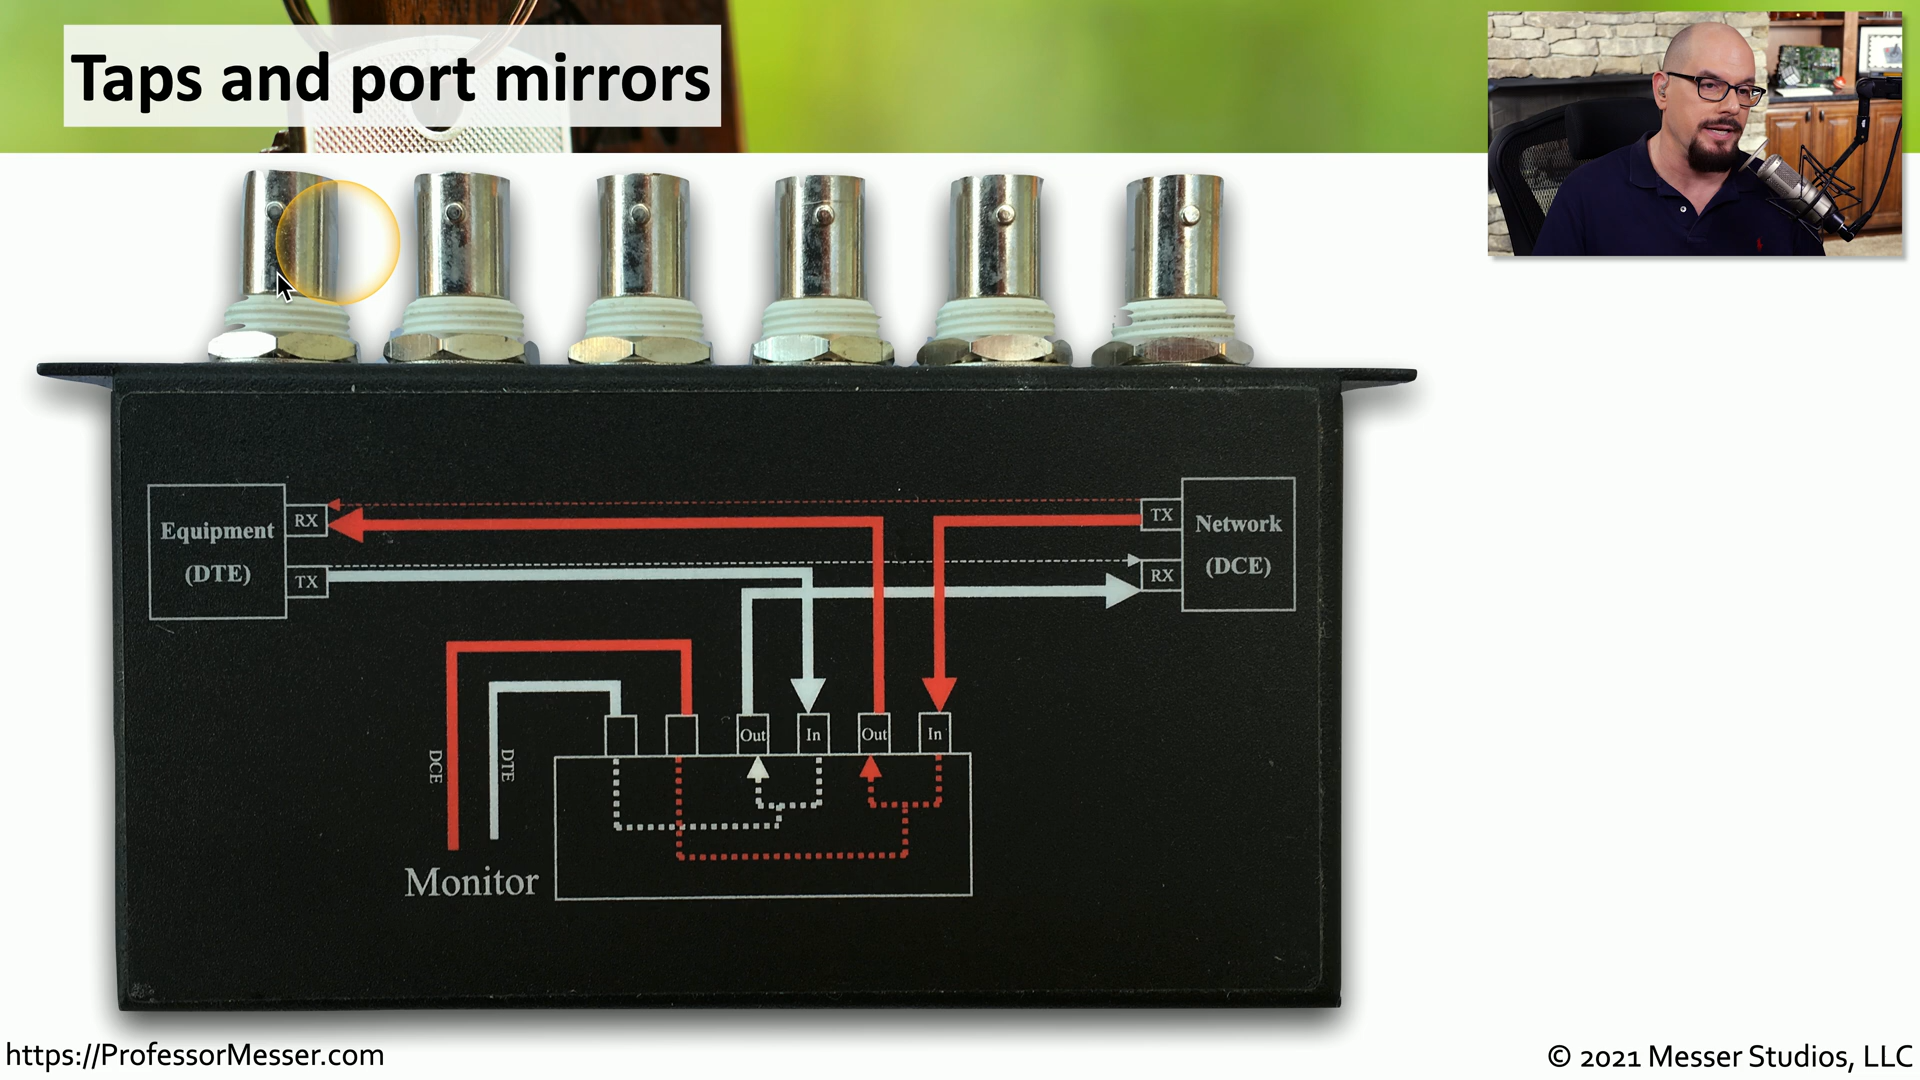 Taps and port mirrors
Equipment
(DTE)
RX
TX
TX
RX
Network
(DCE)
DCE
DTE
Out
In
Out
In
Monitor
https://ProfessorMesser.com
© 2021 Messer Studios, LLC